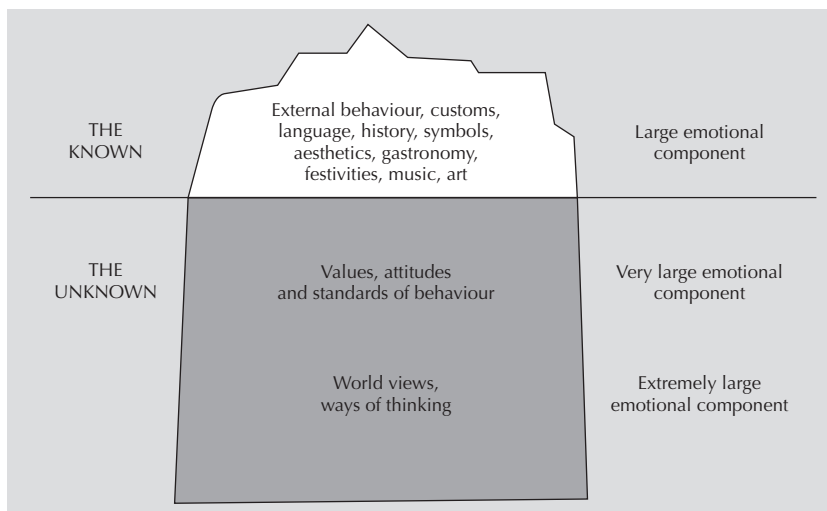 THE
KNOWN
External behaviour, customs,
language, history, symbols,
aesthetics, gastronomy,
festivities, music, art
Large emotional
component
THE
UNKNOWN
Values, attitudes
and standards of behaviour
Very large emotional
component
World views,
ways of thinking
Extremely large
emotional component